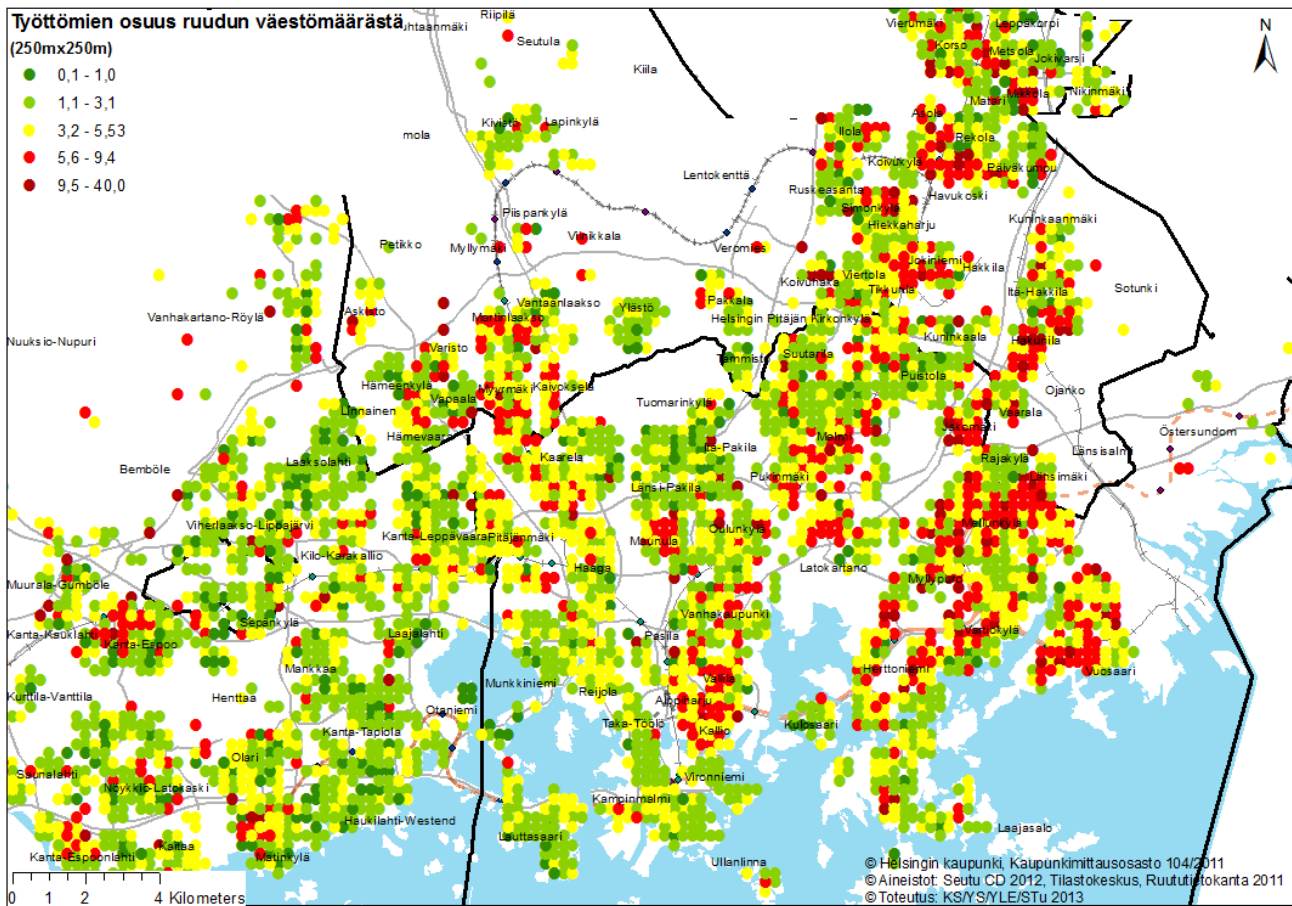 Työttömien osuus ruudun väestömäärästä
(250mx250m)
0,1 - 1,0
1,1 - 3,1
3,2 - 5,53
5,6 - 9,4
9,5 - 40,0
N
Riipilä
uhtaanmäki
Seutula
Kiila
Vierumäki
Leppäkorpi
Korso
Metsola
Jokivarsi
Mikkola
Nikinmäki
Matari
Kivistö
Lapinkylä
mola
Asola
Ilola
Rekola
Koivukylä
Päiväkumpu
Lentokenttä
Ruskeasanta
Havukoski
Simonkylä
Piispankylä
Hiekkaharju
Kuninkaanmäki
Viinikkala
Petikko
Myllymäki
Veromies
Jokiniemi
Hakkila
Koivuhaka
Viertola
Tikkurila
Itä-Hakkila
Sotunki
Vantaanlaakso
Pakkala
Ylästö
Askisto
Martinlaakso
Helsingin Pitäjän Kirkonkylä
Vanhakartano-Röylä
Nuuksio-Nupuri
Varisto
Kuninkaala
Hakunila
Suutarila
Tammisto
Puistola
Hämeenkylä
Myyrmäki
Kaivoksela
Ojanko
Vapaala
Tuomarinkylä
Linnainen
Vaarala
Hämevaara
Malmi
Jakomäki
Östersundom
Itä-Pakila
Länsisalmi
Kaarela
Rajakylä
Bemböle
Laaksolahti
Pukinmäki
Länsimäki
Länsi-Pakila
Viherlaakso-Lippajärvi
Mellunkylä
Oulunkylä
Kanta-Leppävaara
Pitäjänmäki
Maunula
Kilo-Karakallio
Haaga
Latokartano
Myllypuro
Muurala-Gumböle
Vanhakaupunki
Sepänkylä
Vartiokylä
Kanta-Kauklahti
Laajalahti
Pasila
Kanta-Espoo
Mankkaa
Herttoniemi
Vuosaari
Vallila
Munkkiniemi
Kurttila-Vanttila
Henttaa
Reijola
Alppiharju
Otaniemi
Taka-Töölö
Kulosaari
Kallio
Kanta-Tapiola
Olari
Saunalahti
Vironniemi
Nöykkiö-Latokaski
Kampinmalmi
Haukilahti-Westend
Laajasalo
Lauttasaari
Kaitaa
Kanta-Espoonlahti
Matinkylä
Ullanlinna
© Helsingin kaupunki, Kaupunkimittausosasto 104/2011
© Aineistot: Seutu CD 2012, Tilastokeskus, Ruututietokanta 2011
© Toteutus: KS/YS/YLE/STu 2013
0 1 2 4 Kilometers